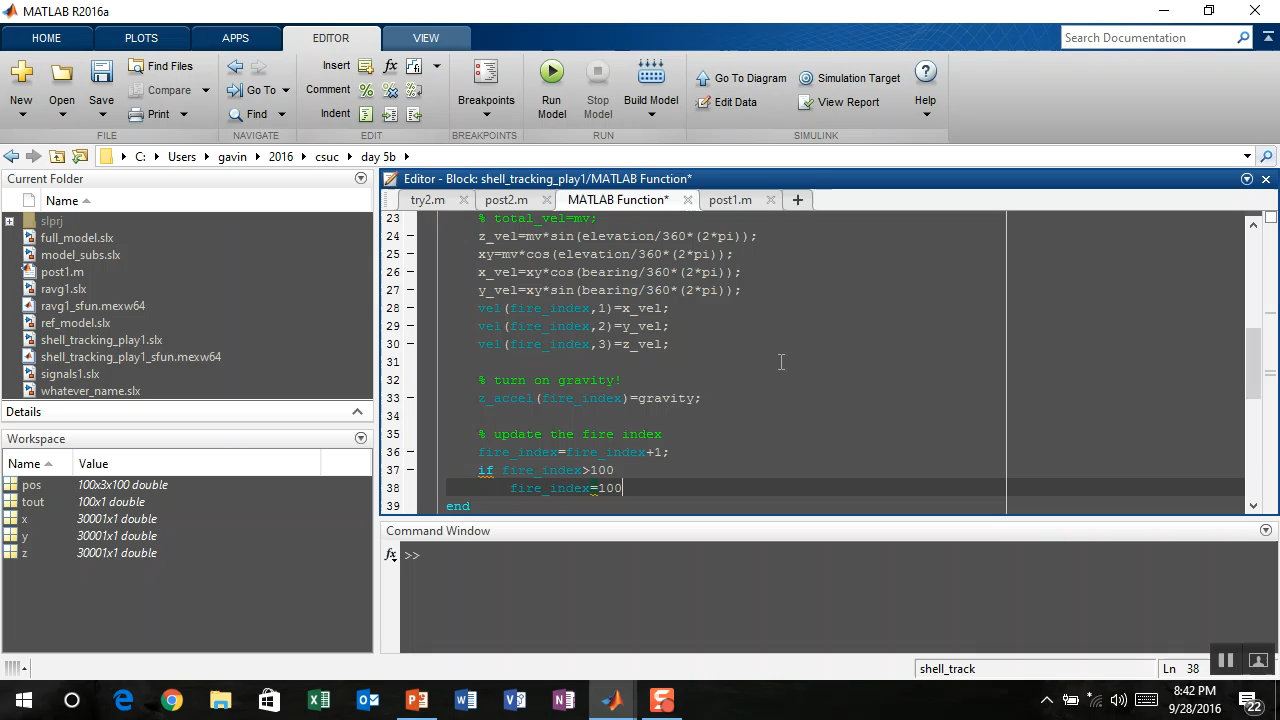 MATLAB R2016a
HOME PLOTS APPS EDITOR VIEW Search Documentation
New Open Save Find Files Compare Print Go To Find Insert Comment Indent Breakpoints Run Model Stop Model Build Model Go To Diagram Simulation Target Edit Data View Report Help
FILE NAVIGATE EDIT BREAKPOINTS RUN SIMULINK
C: Users gavin 2016 csuc day 5b
Current Folder
Name
slprj
full_model.slx
model_subs.slx
post1.m
ravg1.slx
ravg1_sfun.mexw64
ref_model.slx
shell_tracking_play1.slx
shell_tracking_play1_sfun.mexw64
signals1.slx
whatever_name.slx
Details
Workspace
Name Value
pos 100x3x100 double
tout 100x1 double
x 30001x1 double
y 30001x1 double
z 30001x1 double
Editor - Block: shell_tracking_play1/MATLAB Function*
try2.m post2.m MATLAB Function* post1.m
23 % total_vel=mv;
24 z_vel=mv*sin(elevation/360*(2*pi));
25 xy=mv*cos(elevation/360*(2*pi));
26 x_vel=xy*cos(bearing/360*(2*pi));
27 y_vel=xy*sin(bearing/360*(2*pi));
28 vel(fire_index,1)=x_vel;
29 vel(fire_index,2)=y_vel;
30 vel(fire_index,3)=z_vel;
31
32 % turn on gravity!
33 z_accel(fire_index)=gravity;
34
35 % update the fire index
36 fire_index=fire_index+1;
37 if fire_index>100
38 fire_index=100
39 end
Command Window
fx >>
shell_track Ln 38
8:42 PM
9/28/2016
22